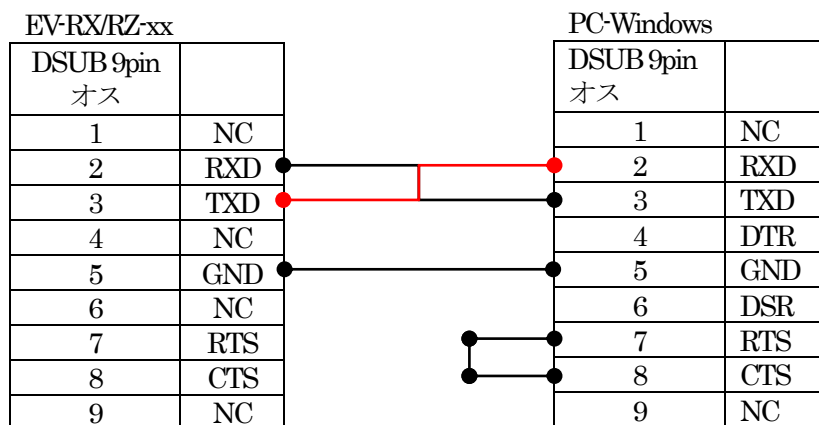 EV-RX/RZ-xx
DSUB 9pin
オス
1 NC
2 RXD
3 TXD
4 NC
5 GND
6 NC
7 RTS
8 CTS
9 NC
PC-Windows
DSUB 9pin
オス
1 NC
2 RXD
3 TXD
4 DTR
5 GND
6 DSR
7 RTS
8 CTS
9 NC